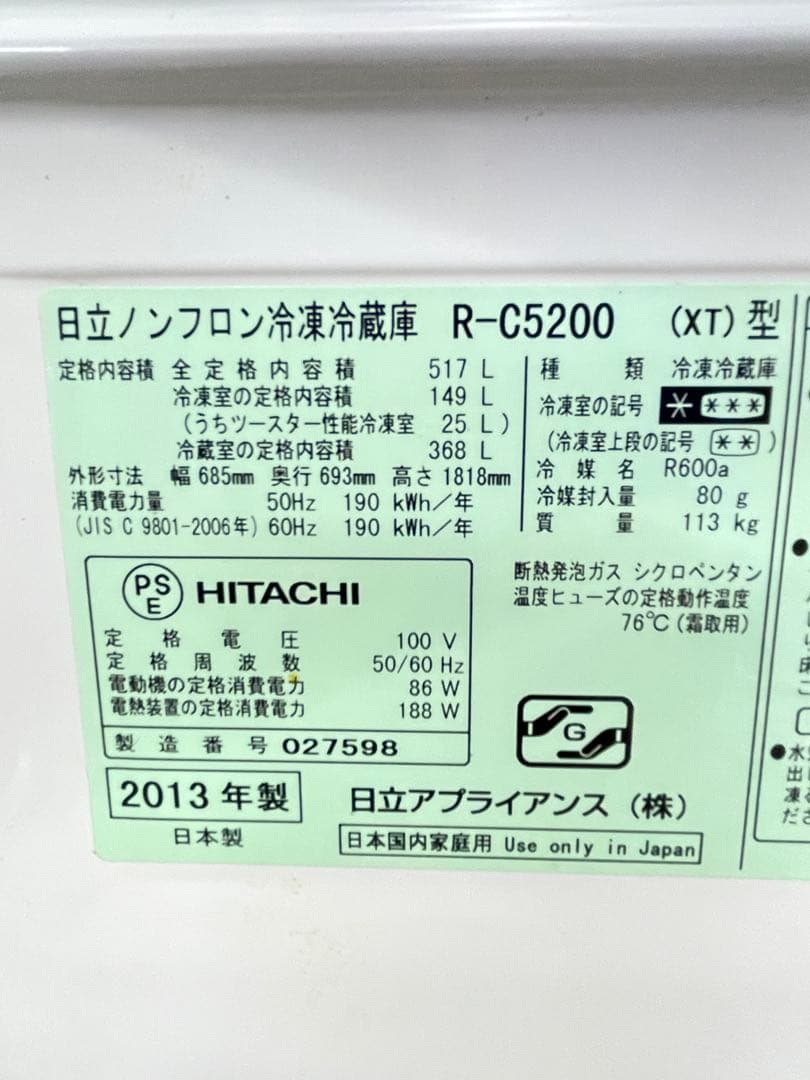 日立ノンフロン冷凍冷蔵庫 R-C5200 (XT) 型
定格内容積 全定格内容積 517 L
冷凍室の定格内容積 149 L
(うちツースター性能冷凍室 25 L)
冷蔵室の定格内容積 368 L
外形寸法 幅 685mm 奥行 693mm 高さ 1818mm
消費電力量 50Hz 190 kWh/年
(JIS C 9801-2006年) 60Hz 190 kWh/年
種類 冷凍冷蔵庫
冷凍室の記号 * ***
(冷凍室上段の記号 ** )
冷媒名 R600a
冷媒封入量 80 g
質量 113 kg
断熱発泡ガス シクロペンタン
温度ヒューズの定格動作温度
76℃ (霜取用)
PSE HITACHI
定格電圧 100 V
定格周波数 50/60 Hz
電動機の定格消費電力 86 W
電熱装置の定格消費電力 188 W
製造番号 027598
G
2013 年製
日本製
日立アプライアンス (株)
日本国内家庭用 Use only in Japan
●水
出し
凍る
ださ